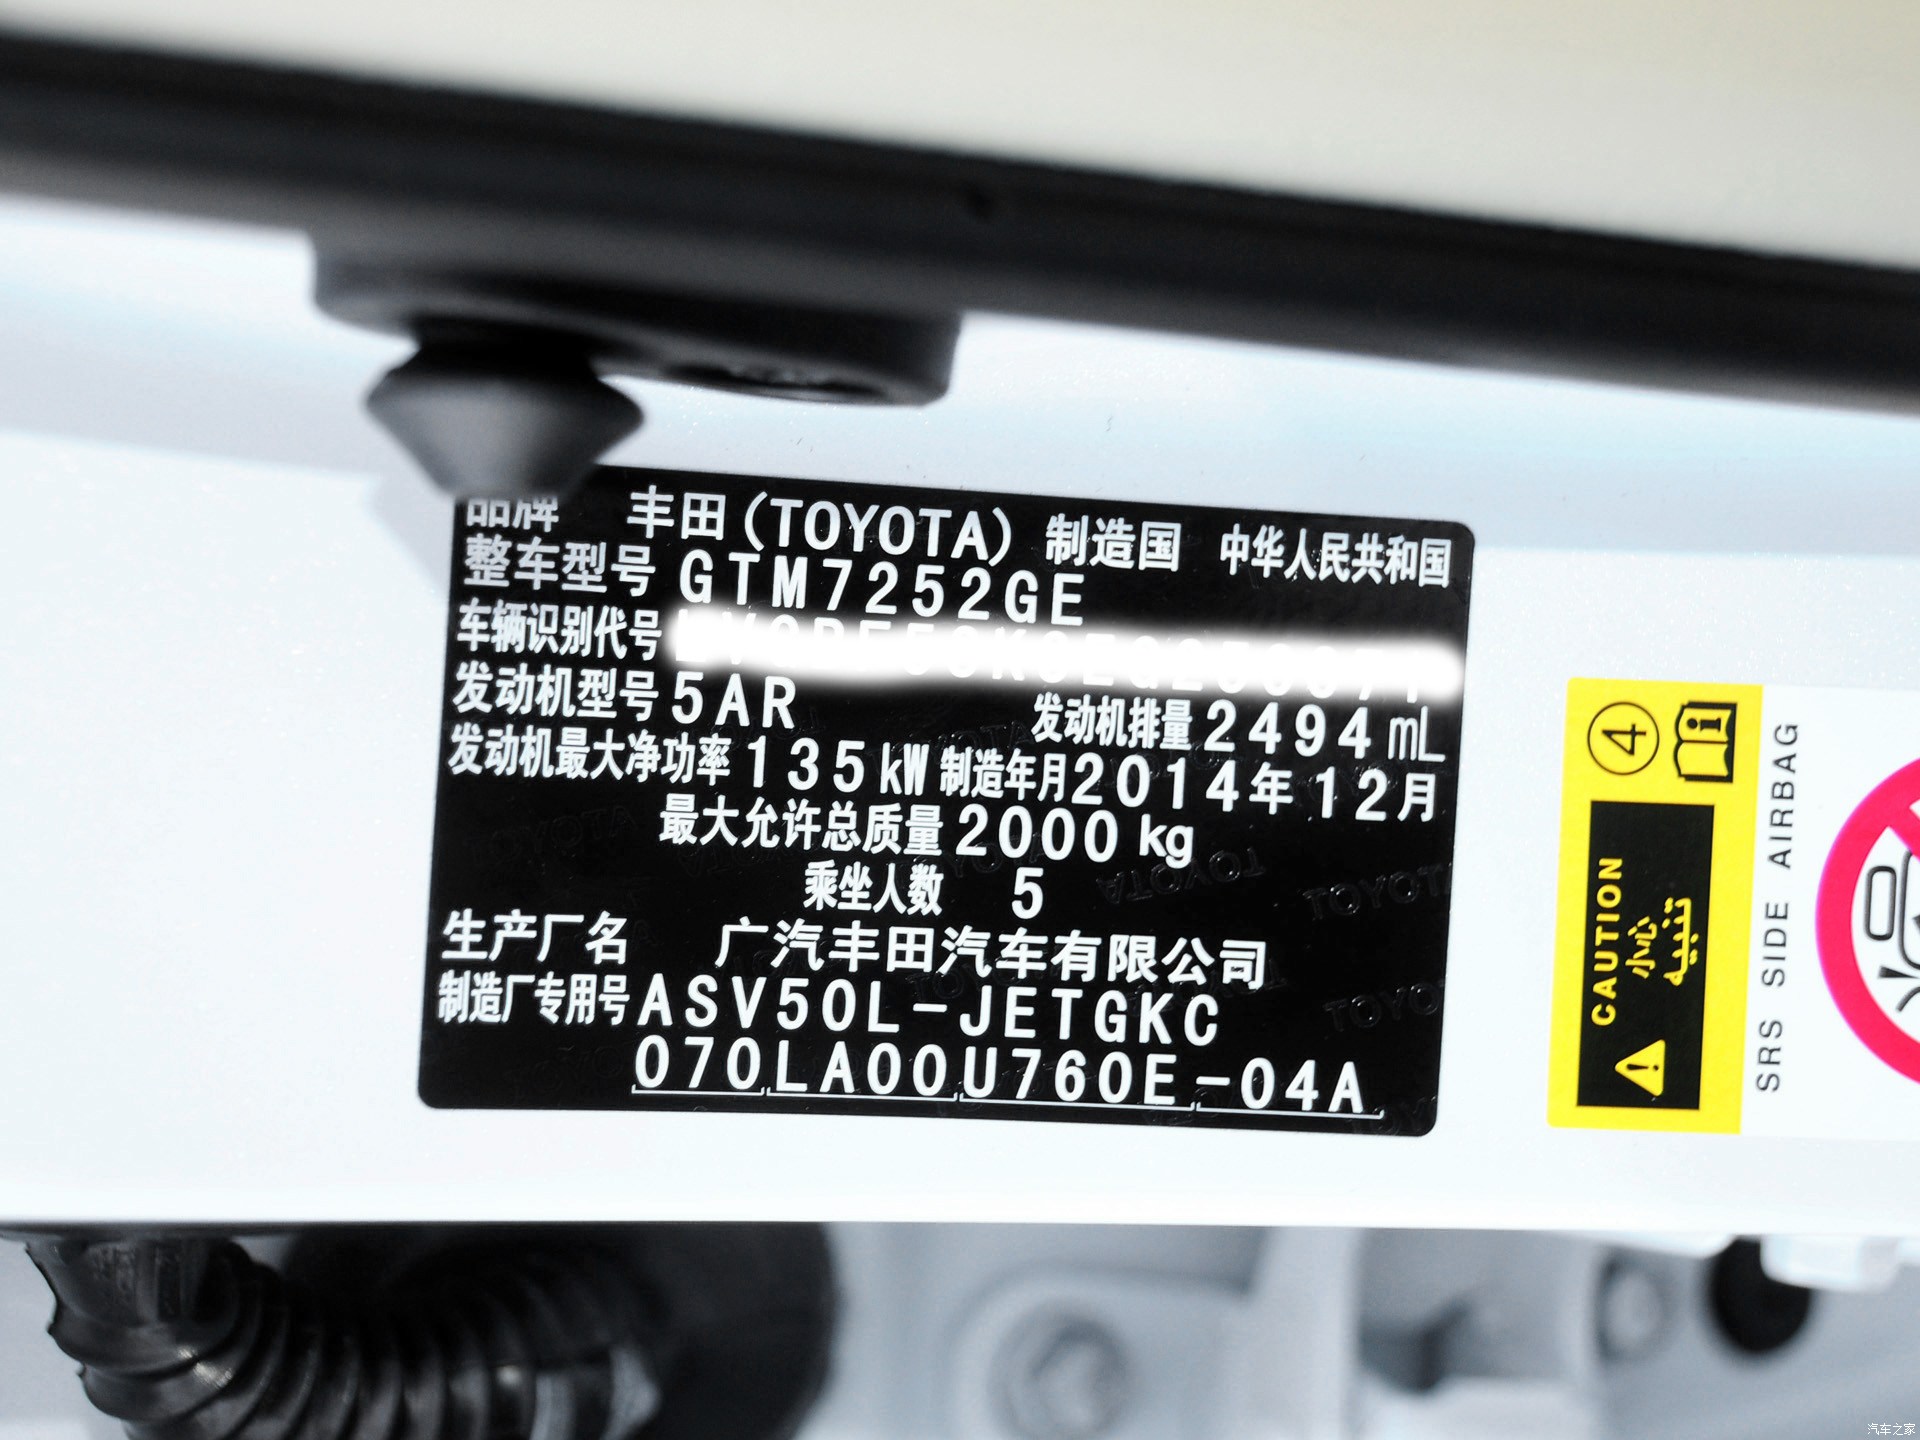 品牌 丰田(TOYOTA) 制造国 中华人民共和国
整车型号 GTM7252GE
车辆识别代号
发动机型号 5AR 发动机排量 2494 mL
发动机最大净功率 135 kW 制造年月 2014年12月
最大允许总质量 2000 kg
乘坐人数 5
生产厂名 广汽丰田汽车有限公司
制造厂专用号 ASV50L-JETGKC
070LA00U760E-04A
4
CAUTION
小心
تنبيه
SRS SIDE AIRBAG
汽车之家